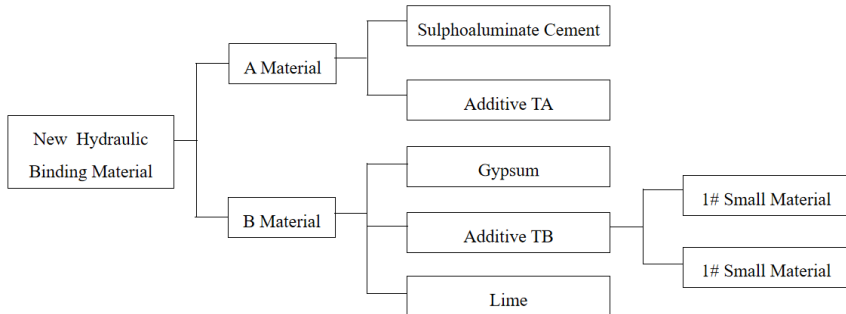 Sulphoaluminate Cement
A Material
Additive TA
New Hydraulic
Binding Material
Gypsum
1# Small Material
B Material
Additive TB
1# Small Material
Lime